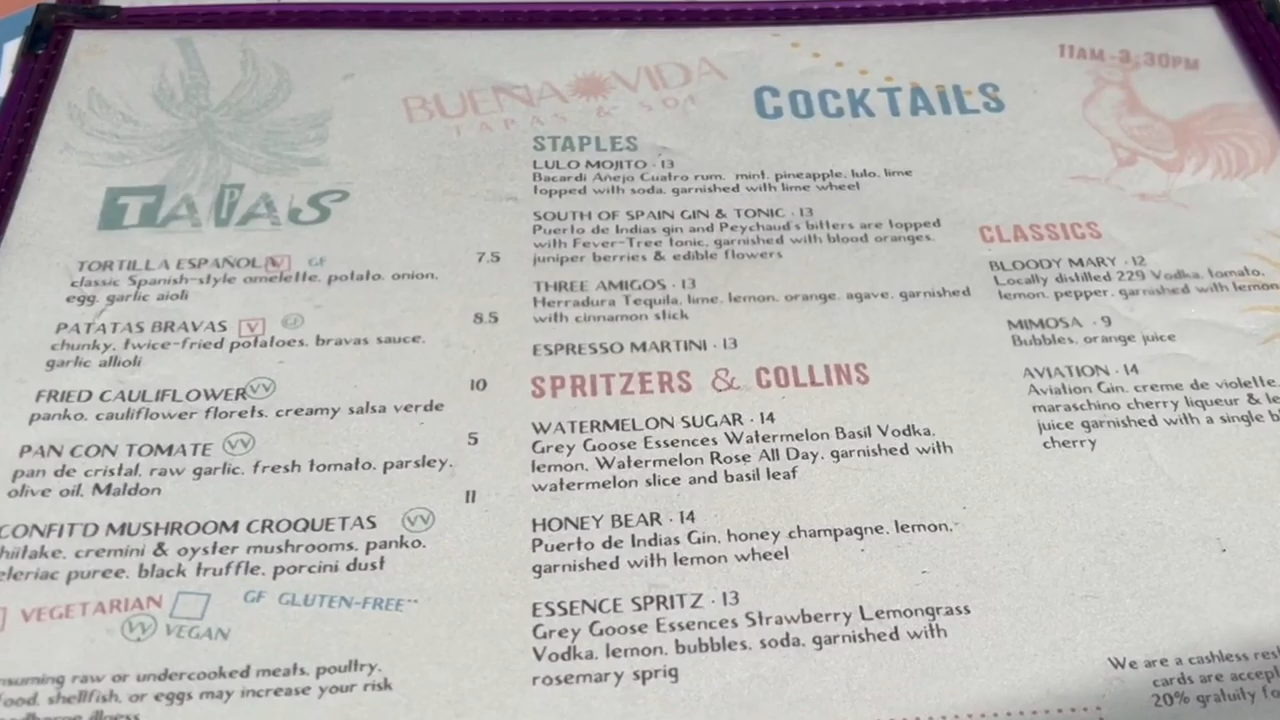 11AM-3:30PM
BUENA VIDA
TAPAS & SOL
COCKTAILS
TAPAS
TORTILLA ESPAÑOL V GF
7.5
classic Spanish-style omelette, potato, onion,
egg, garlic aioli
PATATAS BRAVAS V GF
8.5
chunky, twice-fried potatoes, bravas sauce,
garlic allioli
FRIED CAULIFLOWER VV
10
panko, cauliflower florets, creamy salsa verde
PAN CON TOMATE VV
5
pan de cristal, raw garlic, fresh tomato, parsley,
olive oil, Maldon
CONFIT'D MUSHROOM CROQUETAS VV
11
hiitake, cremini & oyster mushrooms, panko,
eleriac puree, black truffle, porcini dust
VEGETARIAN
GF GLUTEN-FREE**
VV VEGAN
nsuming raw or undercooked meats, poultry,
food, shellfish, or eggs may increase your risk
illness
STAPLES
LULO MOJITO · 13
Bacardi Añejo Cuatro rum, mint, pineapple, lulo, lime
topped with soda, garnished with lime wheel
SOUTH OF SPAIN GIN & TONIC · 13
Puerto de Indias gin and Peychaud's bitters are topped
with Fever-Tree tonic, garnished with blood oranges,
juniper berries & edible flowers
THREE AMIGOS · 13
Herradura Tequila, lime, lemon, orange, agave, garnished
with cinnamon stick
ESPRESSO MARTINI · 13
SPRITZERS & COLLINS
WATERMELON SUGAR · 14
Grey Goose Essences Watermelon Basil Vodka,
lemon, Watermelon Rose All Day, garnished with
watermelon slice and basil leaf
HONEY BEAR · 14
Puerto de Indias Gin, honey champagne, lemon,
garnished with lemon wheel
ESSENCE SPRITZ · 13
Grey Goose Essences Strawberry Lemongrass
Vodka, lemon, bubbles, soda, garnished with
rosemary sprig
CLASSICS
BLOODY MARY · 12
Locally distilled 229 Vodka, tomato,
lemon, pepper, garnished with lemon
MIMOSA · 9
Bubbles, orange juice
AVIATION · 14
Aviation Gin, creme de violette,
maraschino cherry liqueur & le
juice garnished with a single b
cherry
We are a cashless res
cards are accep
20% gratuity fo